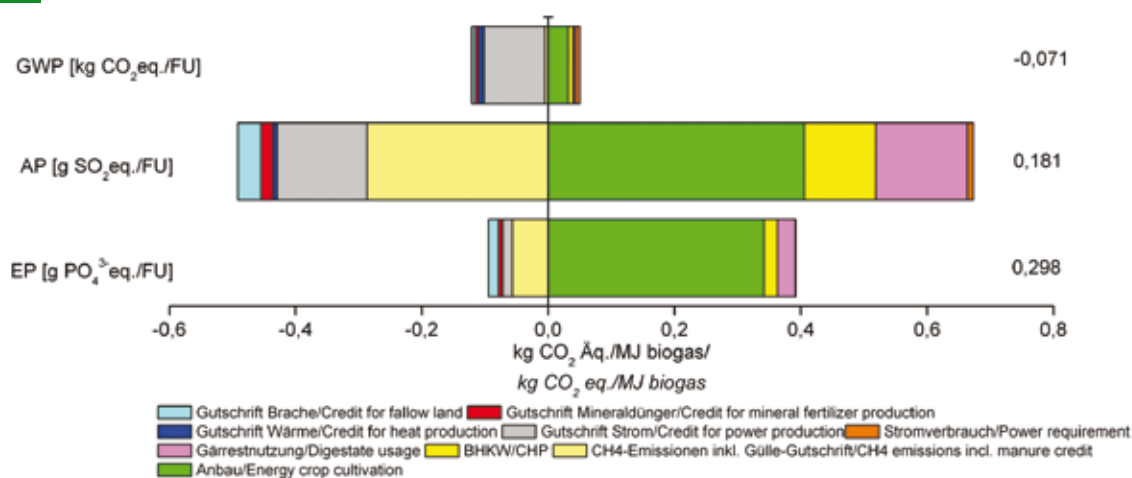 GWP [kg CO₂eq./FU]
-0,071
AP [g SO₂eq./FU]
0,181
EP [g PO₄³⁻eq./FU]
0,298
-0,6 -0,4 -0,2 0,0 0,2 0,4 0,6 0,8
kg CO₂ Äq./MJ biogas/
kg CO₂ eq./MJ biogas
Gutschrift Brache/Credit for fallow land Gutschrift Mineraldünger/Credit for mineral fertilizer production
Gutschrift Wärme/Credit for heat production Gutschrift Strom/Credit for power production Stromverbrauch/Power requirement
Gärrestnutzung/Digestate usage BHKW/CHP CH4-Emissionen inkl. Gülle-Gutschrift/CH4 emissions incl. manure credit
Anbau/Energy crop cultivation